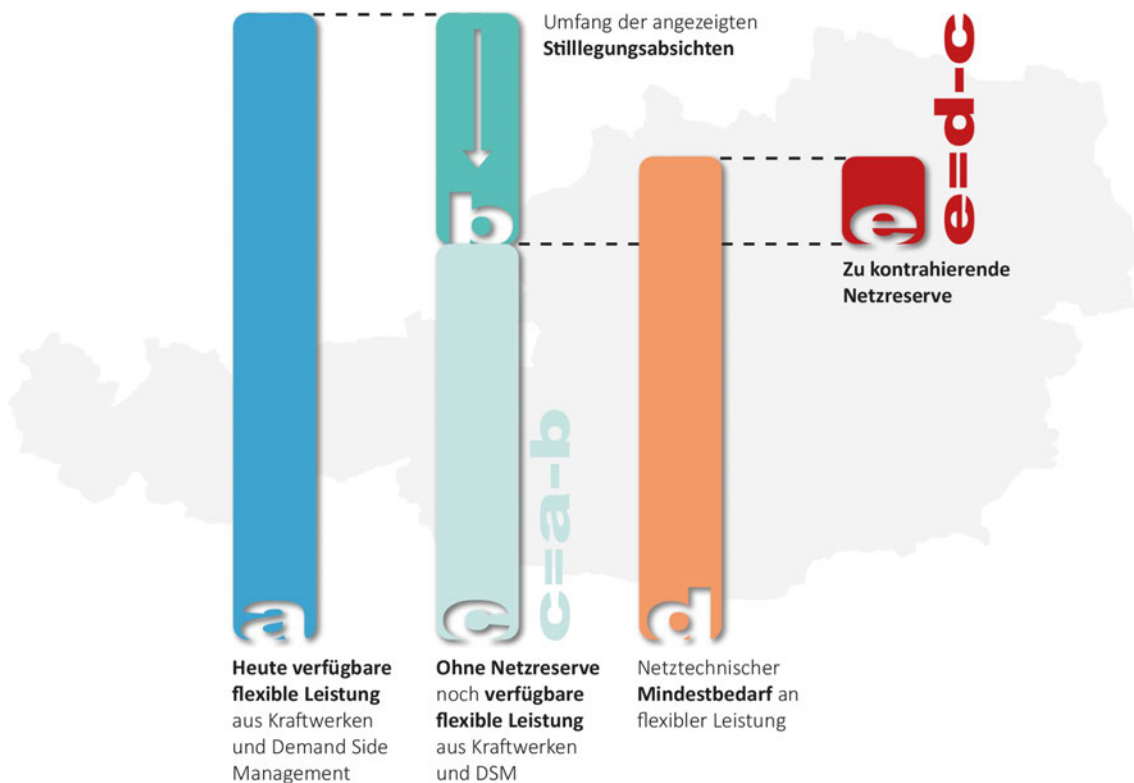 Umfang der angezeigten
Stilllegungsabsichten
b
e
e=d-c
Zu kontrahierende
Netzreserve
c=a-b
a
c
d
Heute verfügbare
flexible Leistung
aus Kraftwerken
und Demand Side
Management
Ohne Netzreserve
noch verfügbare
flexible Leistung
aus Kraftwerken
und DSM
Netztechnischer
Mindestbedarf an
flexibler Leistung